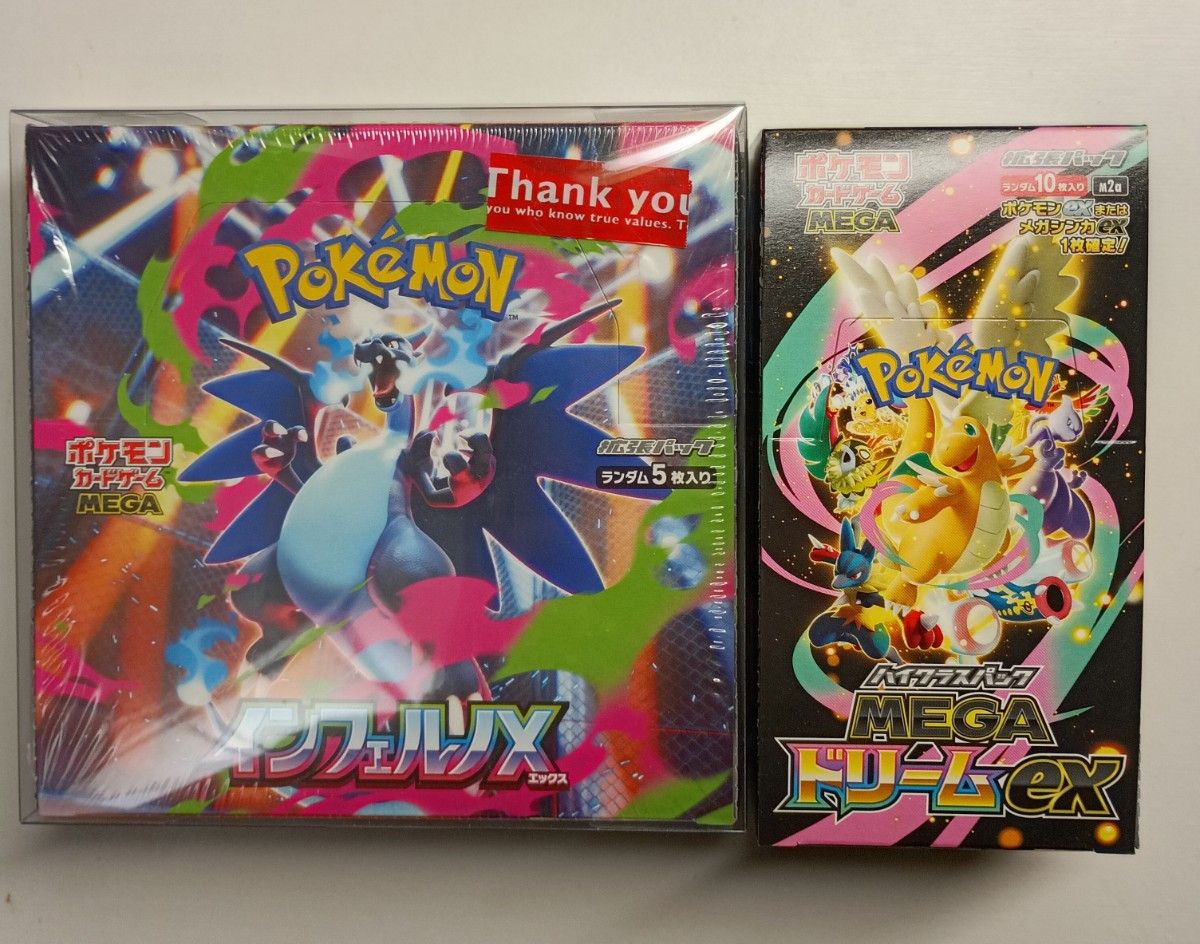 Thank you
you who know true values. T
POKÉMON
TM
ポケモン
カードゲーム
MEGA
拡張パック
ランダム5枚入り
インフェルノX
エックス
ポケモン
カードゲーム
MEGA
拡張パック
ランダム10枚入り
M2a
ポケモンexまたは
メガシンカex
1枚確定!
POKÉMON
ハイクラスパック
MEGA
ドリームex